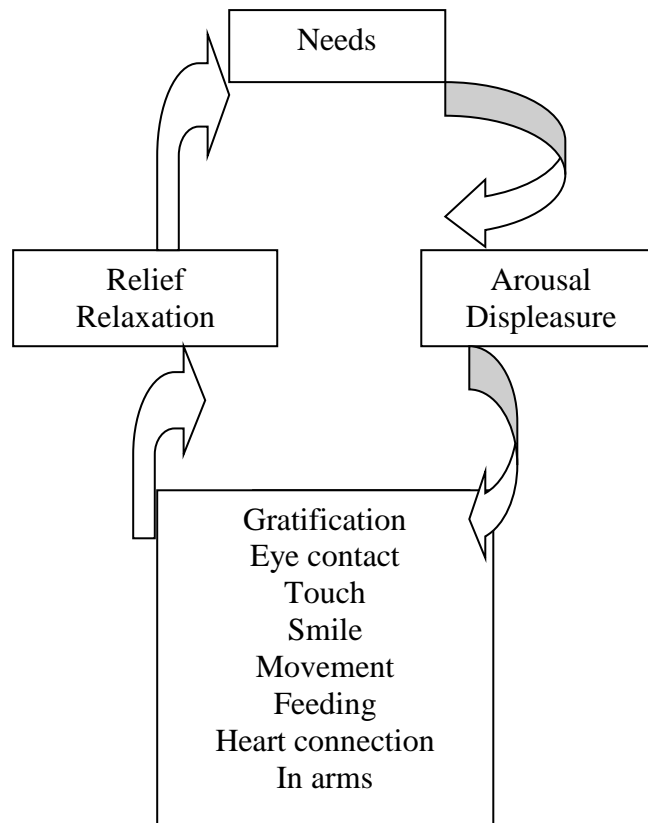 Needs
Relief
Relaxation
Arousal
Displeasure
Gratification
Eye contact
Touch
Smile
Movement
Feeding
Heart connection
In arms